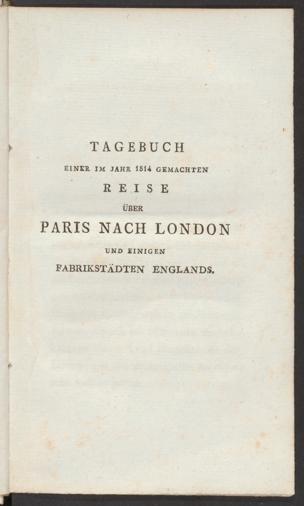 TAGEBUCH
EINER IM JAHR 1814 GEMACHTEN
REISE
ÜBER
PARIS NACH LONDON
UND EINIGEN
FABRIKSTÄDTEN ENGLANDS.